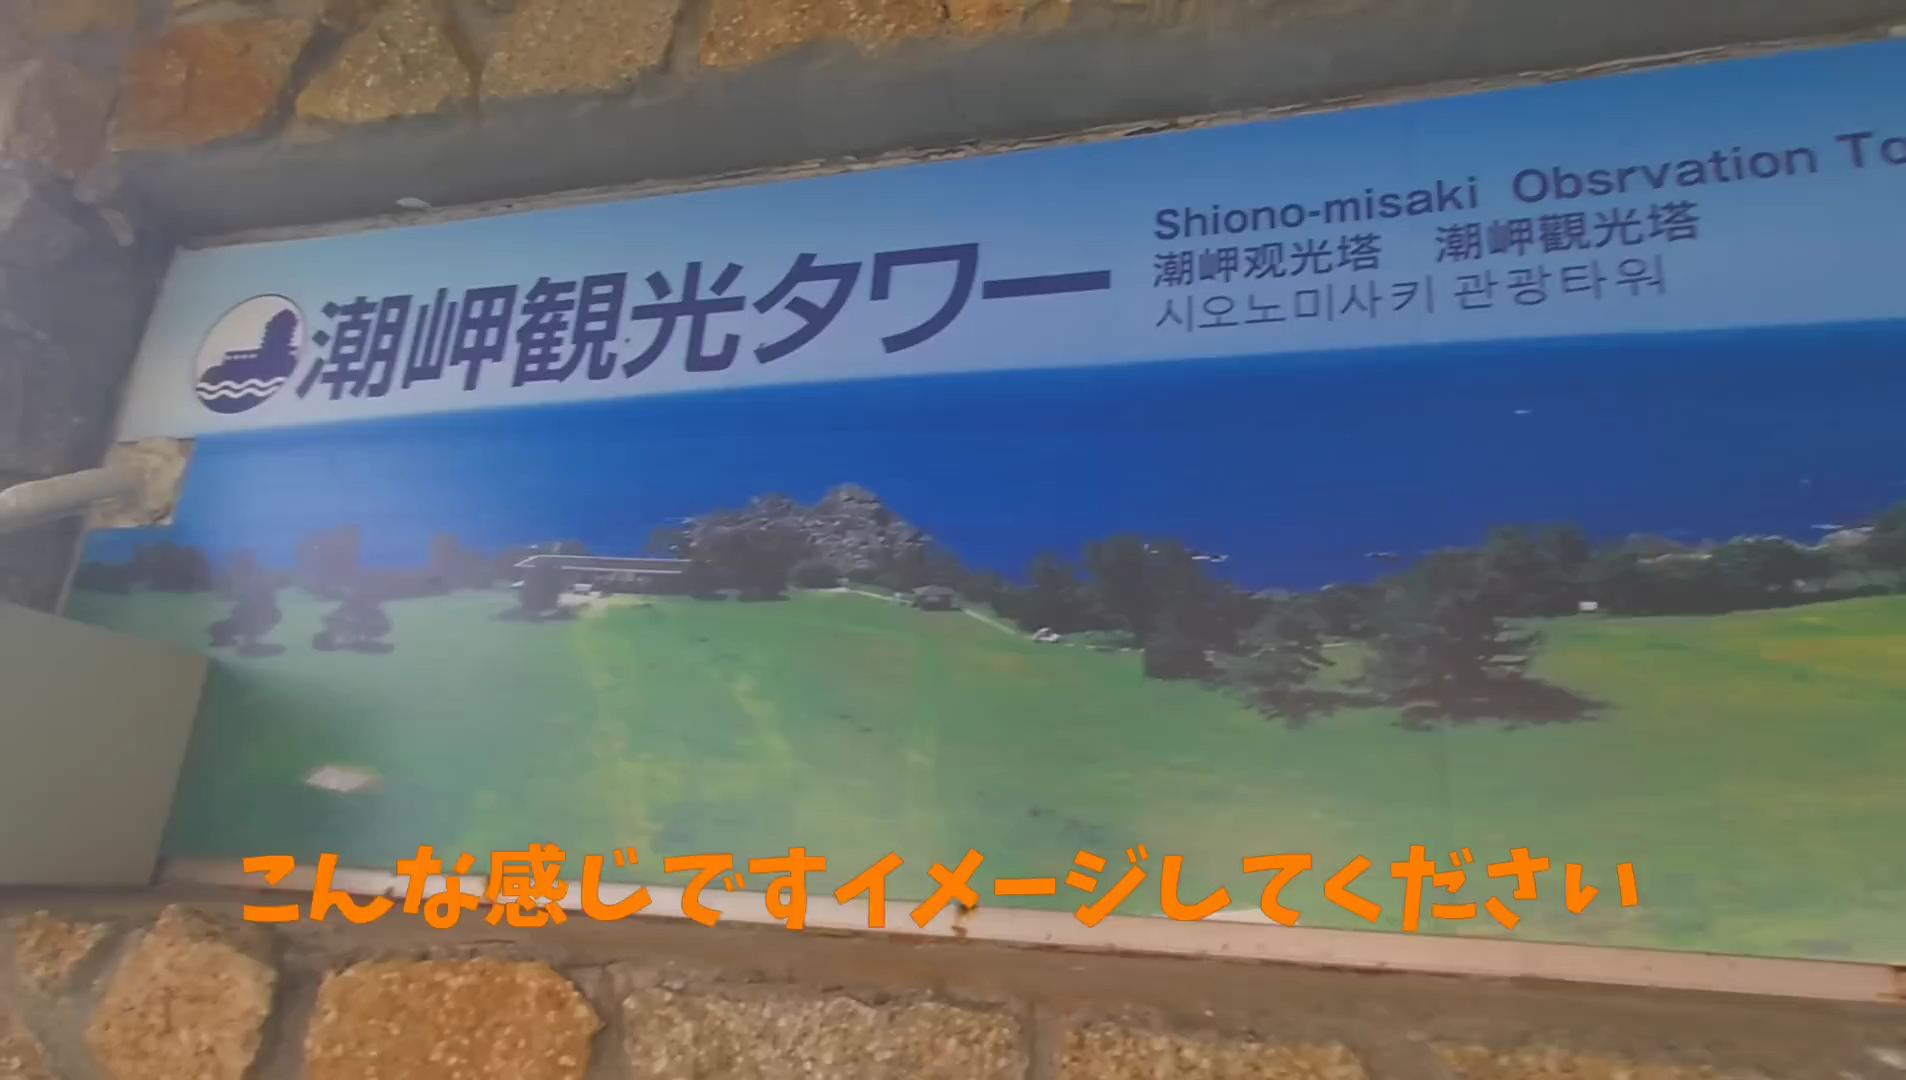 潮岬観光タワー
Shiono-misaki Obsrvation To
潮岬观光塔 潮岬觀光塔
시오노미사키 관광타워
こんな感じですイメージしてください